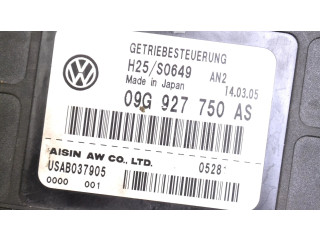 GETRIEBESTEUERUNG
H25/S0649 AN2
Made in Japan 14.03.05
09G 927 750 AS
AISIN AW CO., LTD.
USAB037905 0528
0000 001